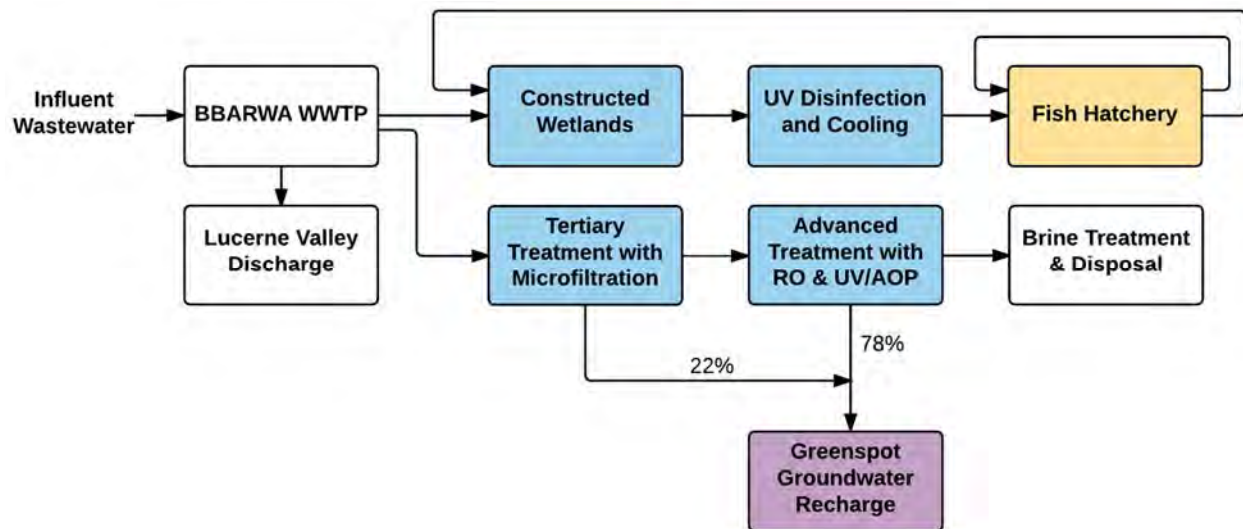 Influent
Wastewater
BBARWA WWTP
Constructed
Wetlands
UV Disinfection
and Cooling
Fish Hatchery
Lucerne Valley
Discharge
Tertiary
Treatment with
Microfiltration
Advanced
Treatment with
RO & UV/AOP
Brine Treatment
& Disposal
22%
78%
Greenspot
Groundwater
Recharge